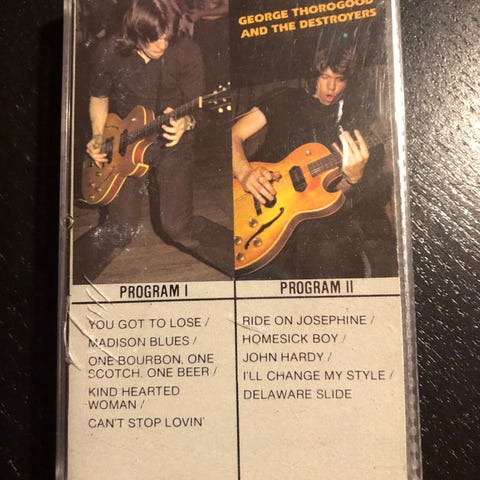 GEORGE THOROGOOD
AND THE DESTROYERS
PROGRAM I
YOU GOT TO LOSE /
MADISON BLUES /
ONE BOURBON, ONE
SCOTCH, ONE BEER /
KIND HEARTED
WOMAN /
CAN'T STOP LOVIN'
PROGRAM II
RIDE ON JOSEPHINE /
HOMESICK BOY /
JOHN HARDY /
I'LL CHANGE MY STYLE /
DELAWARE SLIDE